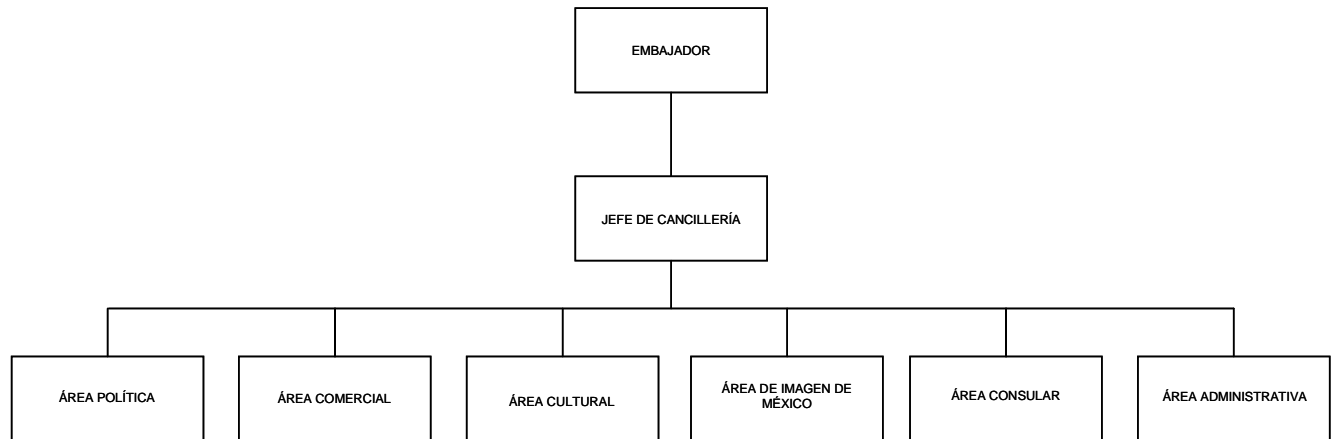 EMBAJADOR
JEFE DE CANCILLERÍA
ÁREA POLÍTICA
ÁREA COMERCIAL
ÁREA CULTURAL
ÁREA DE IMAGEN DE
MÉXICO
ÁREA CONSULAR
ÁREA ADMINISTRATIVA